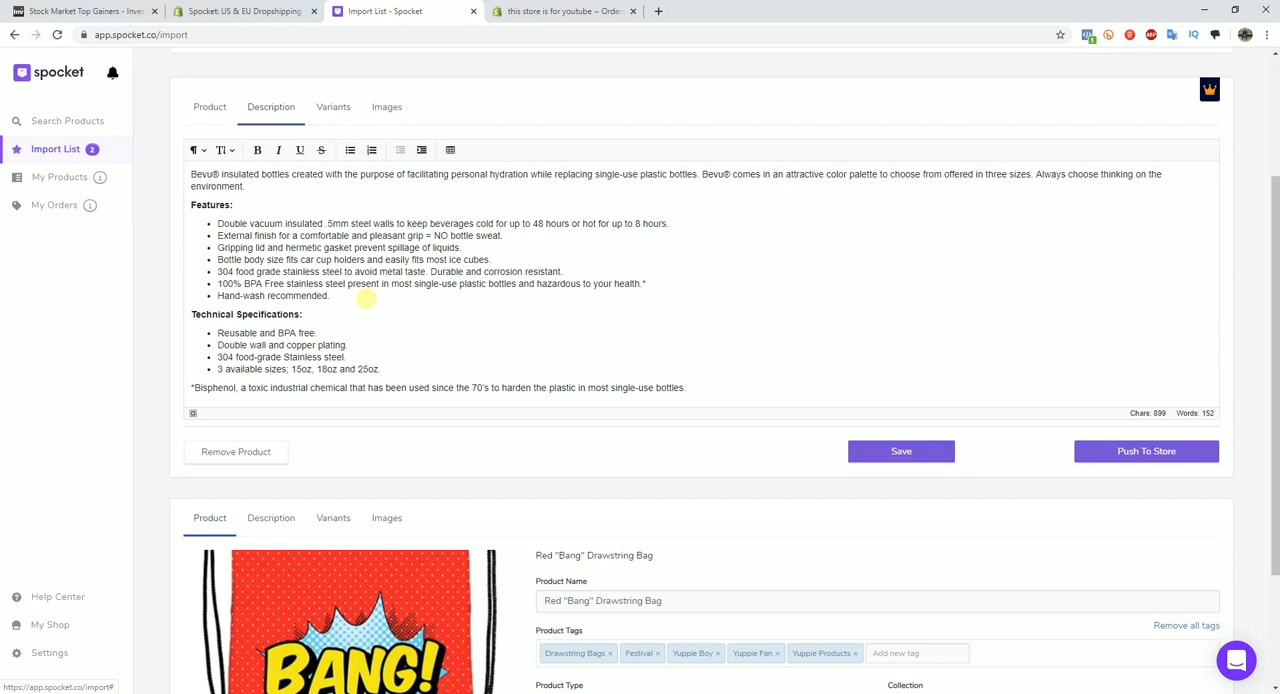 Stock Market Top Gainers - Inves
Spocket: US & EU Dropshipping
Import List - Spocket
this store is for youtube ~ Orders
app.spocket.co/import
spocket
Search Products
Import List 2
My Products
My Orders
Help Center
My Shop
Settings
https://app.spocket.co/import#
Product Description Variants Images
Bevu® insulated bottles created with the purpose of facilitating personal hydration while replacing single-use plastic bottles. Bevu® comes in an attractive color palette to choose from offered in three sizes. Always choose thinking on the
environment.
Features:
Double vacuum insulated .5mm steel walls to keep beverages cold for up to 48 hours or hot for up to 8 hours.
External finish for a comfortable and pleasant grip = NO bottle sweat.
Gripping lid and hermetic gasket prevent spillage of liquids.
Bottle body size fits car cup holders and easily fits most ice cubes.
304 food grade stainless steel to avoid metal taste. Durable and corrosion resistant.
100% BPA Free stainless steel present in most single-use plastic bottles and hazardous to your health.*
Hand-wash recommended.
Technical Specifications:
Reusable and BPA free.
Double wall and copper plating.
304 food-grade Stainless steel.
3 available sizes; 15oz, 18oz and 25oz.
*Bisphenol, a toxic industrial chemical that has been used since the 70's to harden the plastic in most single-use bottles.
Chars: 899 Words: 152
Remove Product
Save
Push To Store
Product Description Variants Images
Red "Bang" Drawstring Bag
Product Name
Red "Bang" Drawstring Bag
Remove all tags
Product Tags
Drawstring Bags × Festival × Yuppie Boy × Yuppie Fan × Yuppie Products × Add new tag
Product Type Collection
BANG!